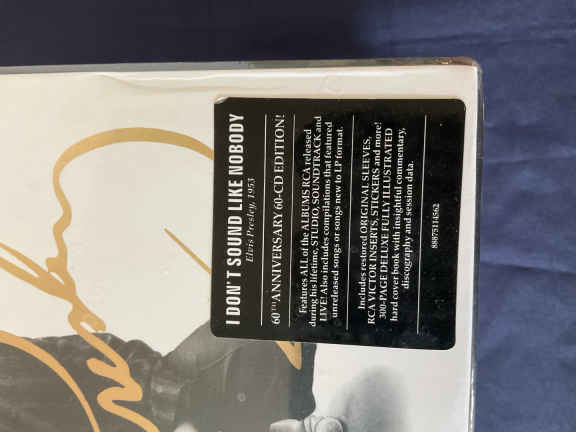 I DON'T SOUND LIKE NOBODY
Elvis Presley, 1953
60TH ANNIVERSARY 60-CD EDITION!
Features ALL of the ALBUMS RCA released
during his lifetime, STUDIO, SOUNDTRACK and
LIVE! Also includes compilations that featured
unreleased songs or songs new to LP format.
Includes restored ORIGINAL SLEEVES,
RCA VICTOR INSERTS, STICKERS and more!
300-PAGE DELUXE FULLY ILLUSTRATED
hard cover book with insightful commentary,
discography and session data.
88875114562